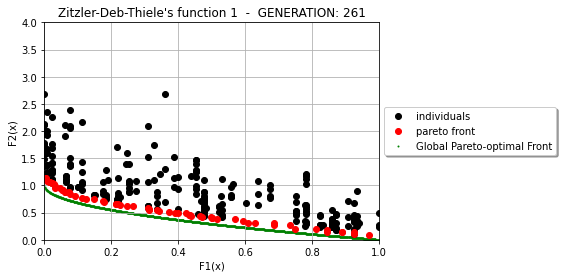 Zitzler-Deb-Thiele's function 1 - GENERATION: 261
4.0
3.5
3.0
2.5
2.0
1.5
1.0
0.5
0.0
F2(x)
0.0 0.2 0.4 0.6 0.8 1.0
F1(x)
individuals
pareto front
Global Pareto-optimal Front